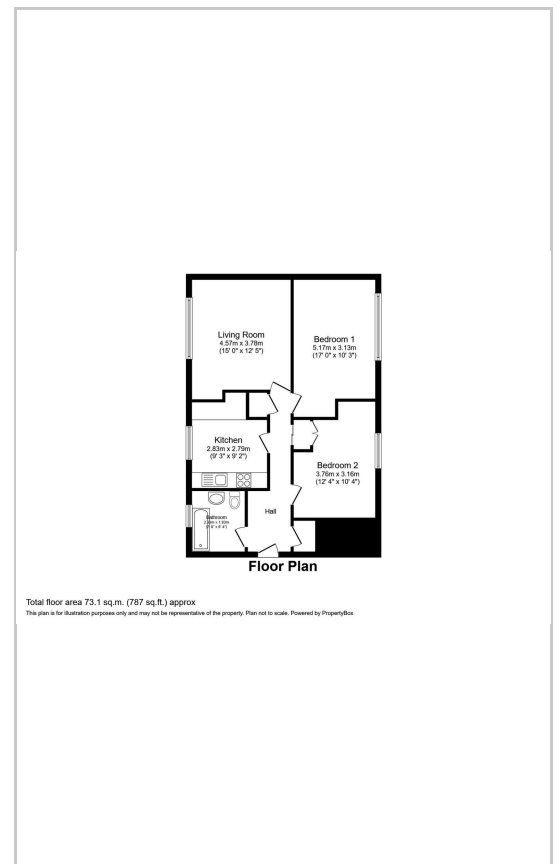 Living Room
4.57m x 3.78m
(15' 0" x 12' 5")
Bedroom 1
5.17m x 3.13m
(17' 0" x 10' 3")
Kitchen
2.83m x 2.79m
(9' 3" x 9' 2")
Bedroom 2
3.76m x 3.16m
(12' 4" x 10' 4")
Hall
Bathroom
Floor Plan
Total floor area 73.1 sq.m. (787 sq.ft.) approx
This plan is for illustration purposes only and may not be representative of the property. Plan not to scale. Powered by PropertyBox